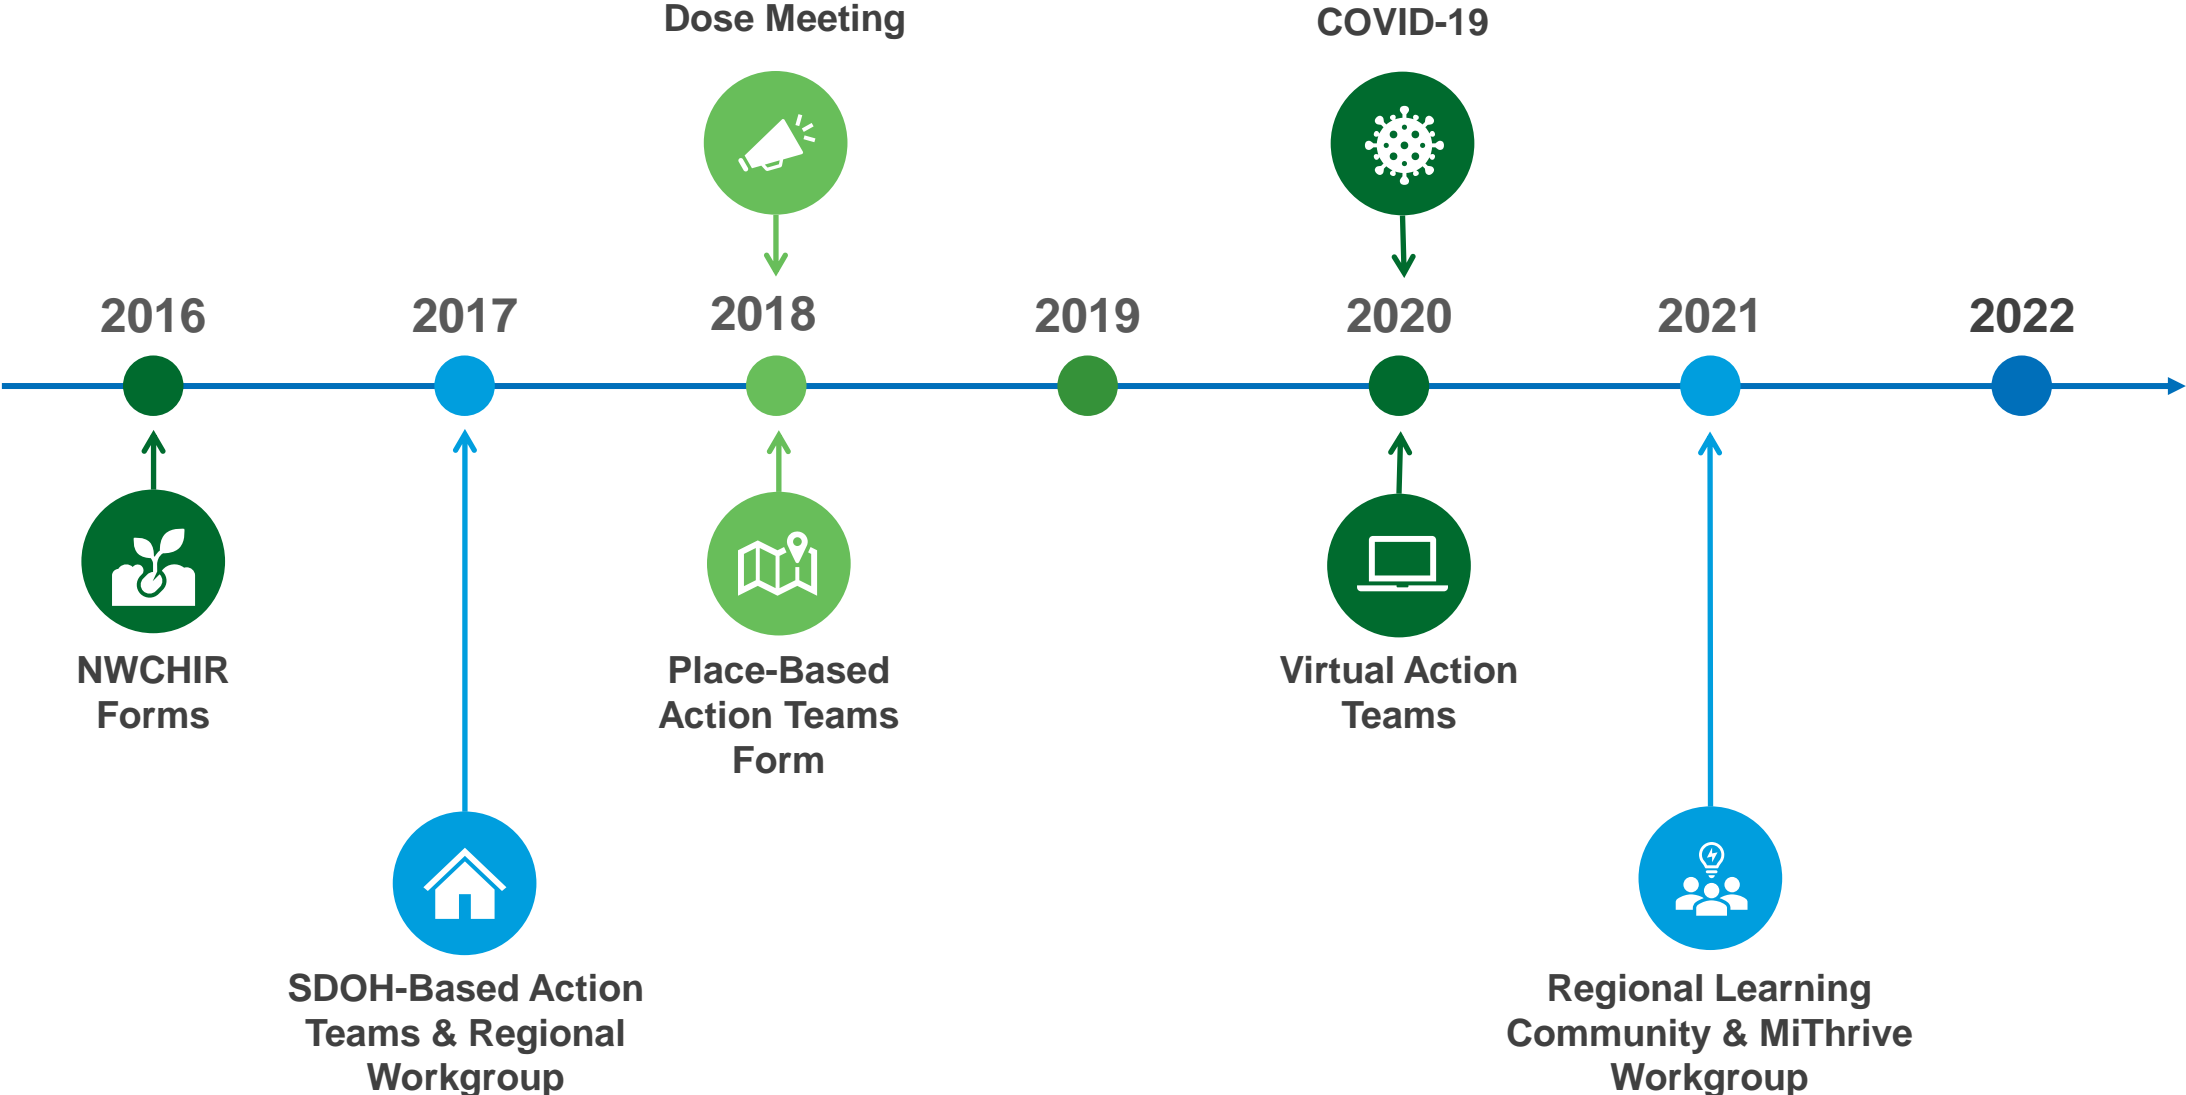 Dose Meeting
COVID-19
2016
2017
2018
2019
2020
2021
2022
NWCHIR
Forms
Place-Based
Action Teams
Form
Virtual Action
Teams
SDOH-Based Action
Teams & Regional
Workgroup
Regional Learning
Community & MiThrive
Workgroup